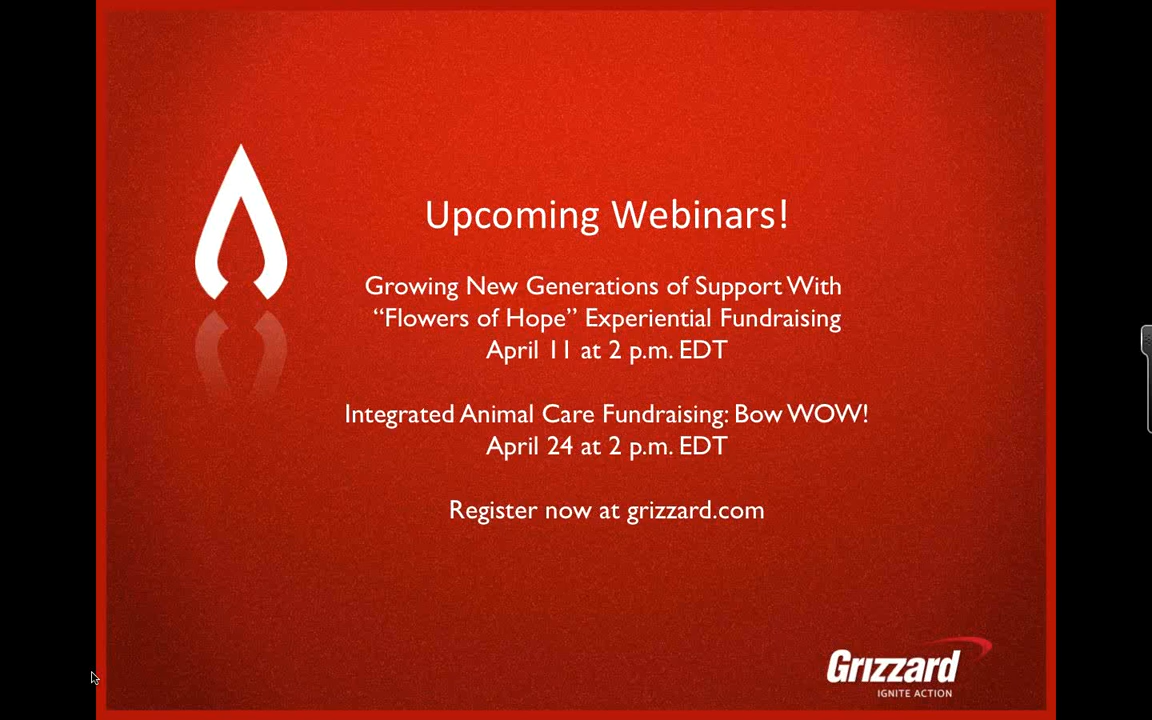 Upcoming Webinars!
Growing New Generations of Support With
“Flowers of Hope” Experiential Fundraising
April 11 at 2 p.m. EDT
Integrated Animal Care Fundraising: Bow WOW!
April 24 at 2 p.m. EDT
Register now at grizzard.com
Grizzard
IGNITE ACTION